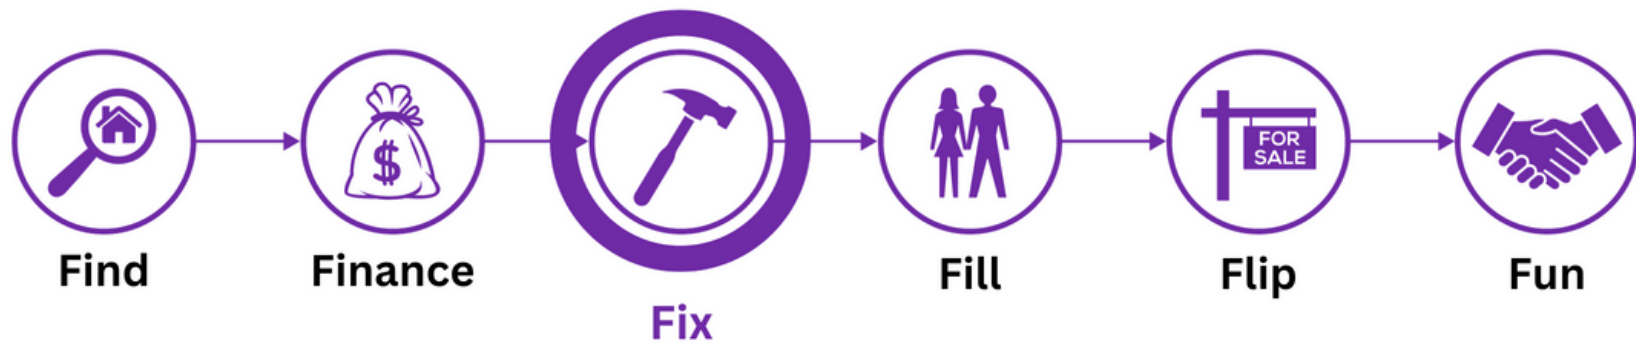 $
FOR
SALE
Find
Finance
Fix
Fill
Flip
Fun